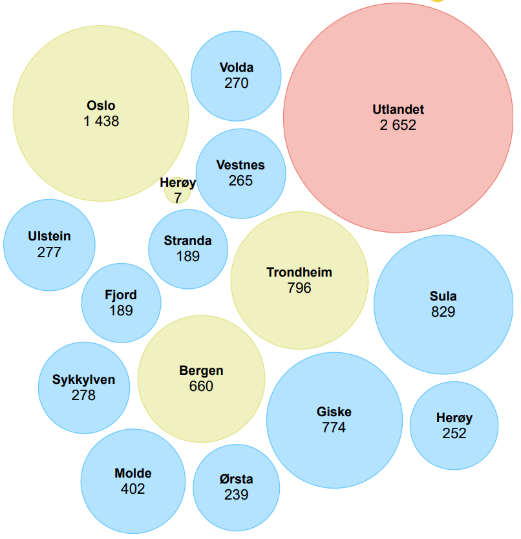 Volda
270
Oslo
1 438
Utlandet
2 652
Vestnes
265
Herøy
7
Ulstein
277
Stranda
189
Trondheim
796
Fjord
189
Sula
829
Bergen
660
Sykkylven
278
Giske
774
Herøy
252
Molde
402
Ørsta
239